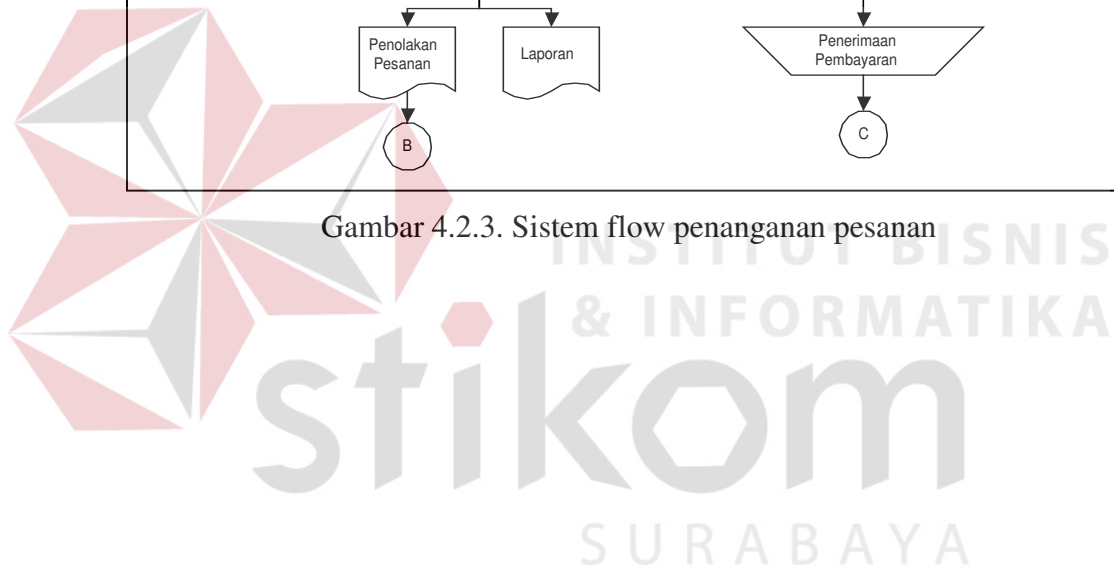 Penolakan
Pesanan
Laporan
Penerimaan
Pembayaran
B
C
Gambar 4.2.3. Sistem flow penanganan pesanan
INSTITUT BISNIS
& INFORMATIKA
stikom
SURABAYA